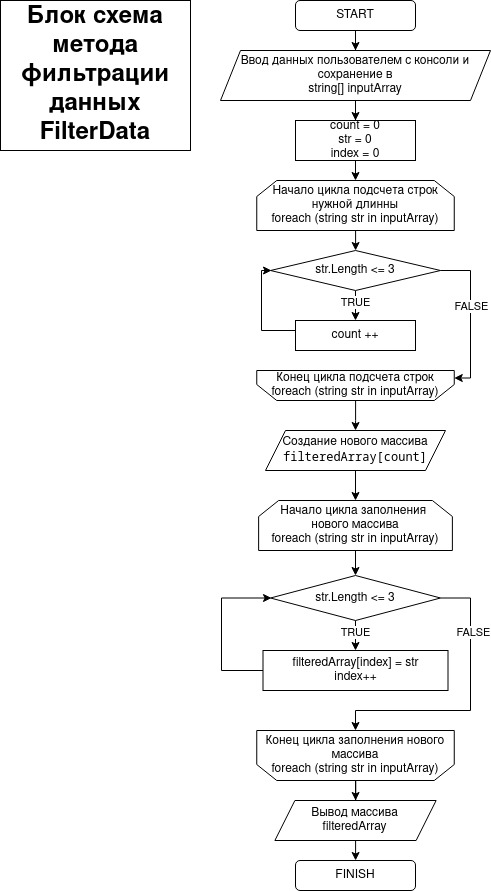 Блок схема
метода
фильтрации
данных
FilterData
START
Ввод данных пользователем с консоли и
сохранение в
string[] inputArray
count = 0
str = 0
index = 0
Начало цикла подсчета строк
нужной длинны
foreach (string str in inputArray)
str.Length <= 3
TRUE
FALSE
count ++
Конец цикла подсчета строк
foreach (string str in inputArray)
Создание нового массива
filteredArray[count]
Начало цикла заполнения
нового массива
foreach (string str in inputArray)
str.Length <= 3
TRUE
FALSE
filteredArray[index] = str
index++
Конец цикла заполнения нового
массива
foreach (string str in inputArray)
Вывод массива
filteredArray
FINISH